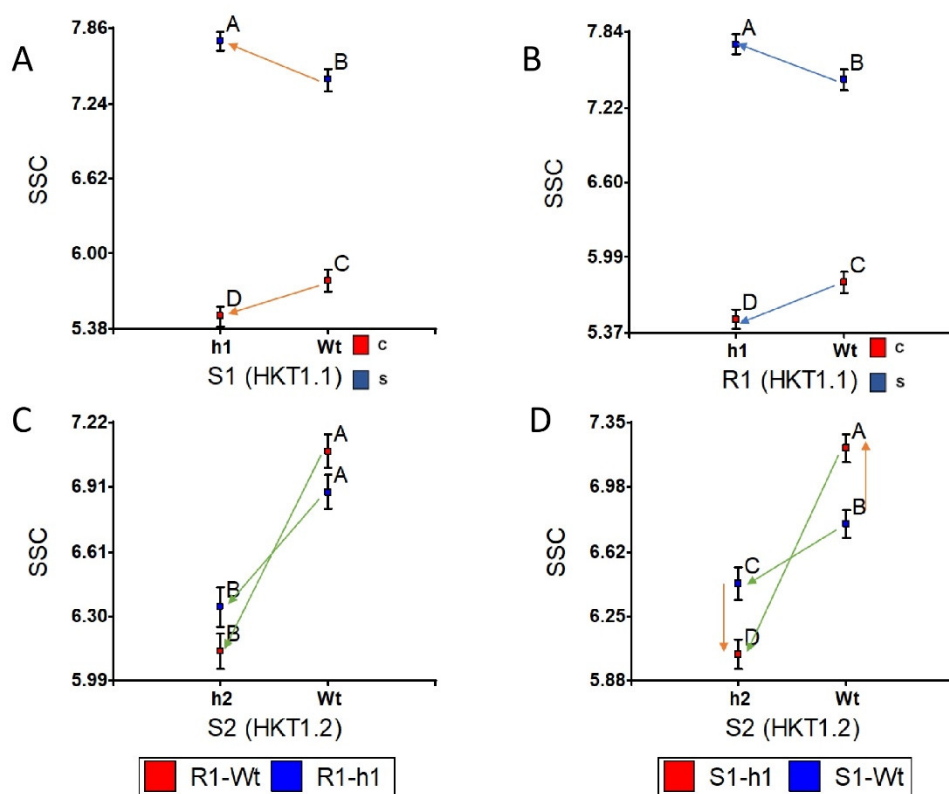 A
SSC
7.86
7.24
6.62
6.00
5.38
A
B
C
D
h1
Wt
S1 (HKT1.1)
c
s
B
SSC
7.84
7.22
6.60
5.99
5.37
A
B
C
D
h1
Wt
R1 (HKT1.1)
c
s
C
SSC
7.22
6.91
6.61
6.30
5.99
A
A
B
B
h2
Wt
S2 (HKT1.2)
R1-Wt R1-h1
D
SSC
7.35
6.98
6.62
6.25
5.88
A
B
C
D
h2
Wt
S2 (HKT1.2)
S1-h1 S1-Wt